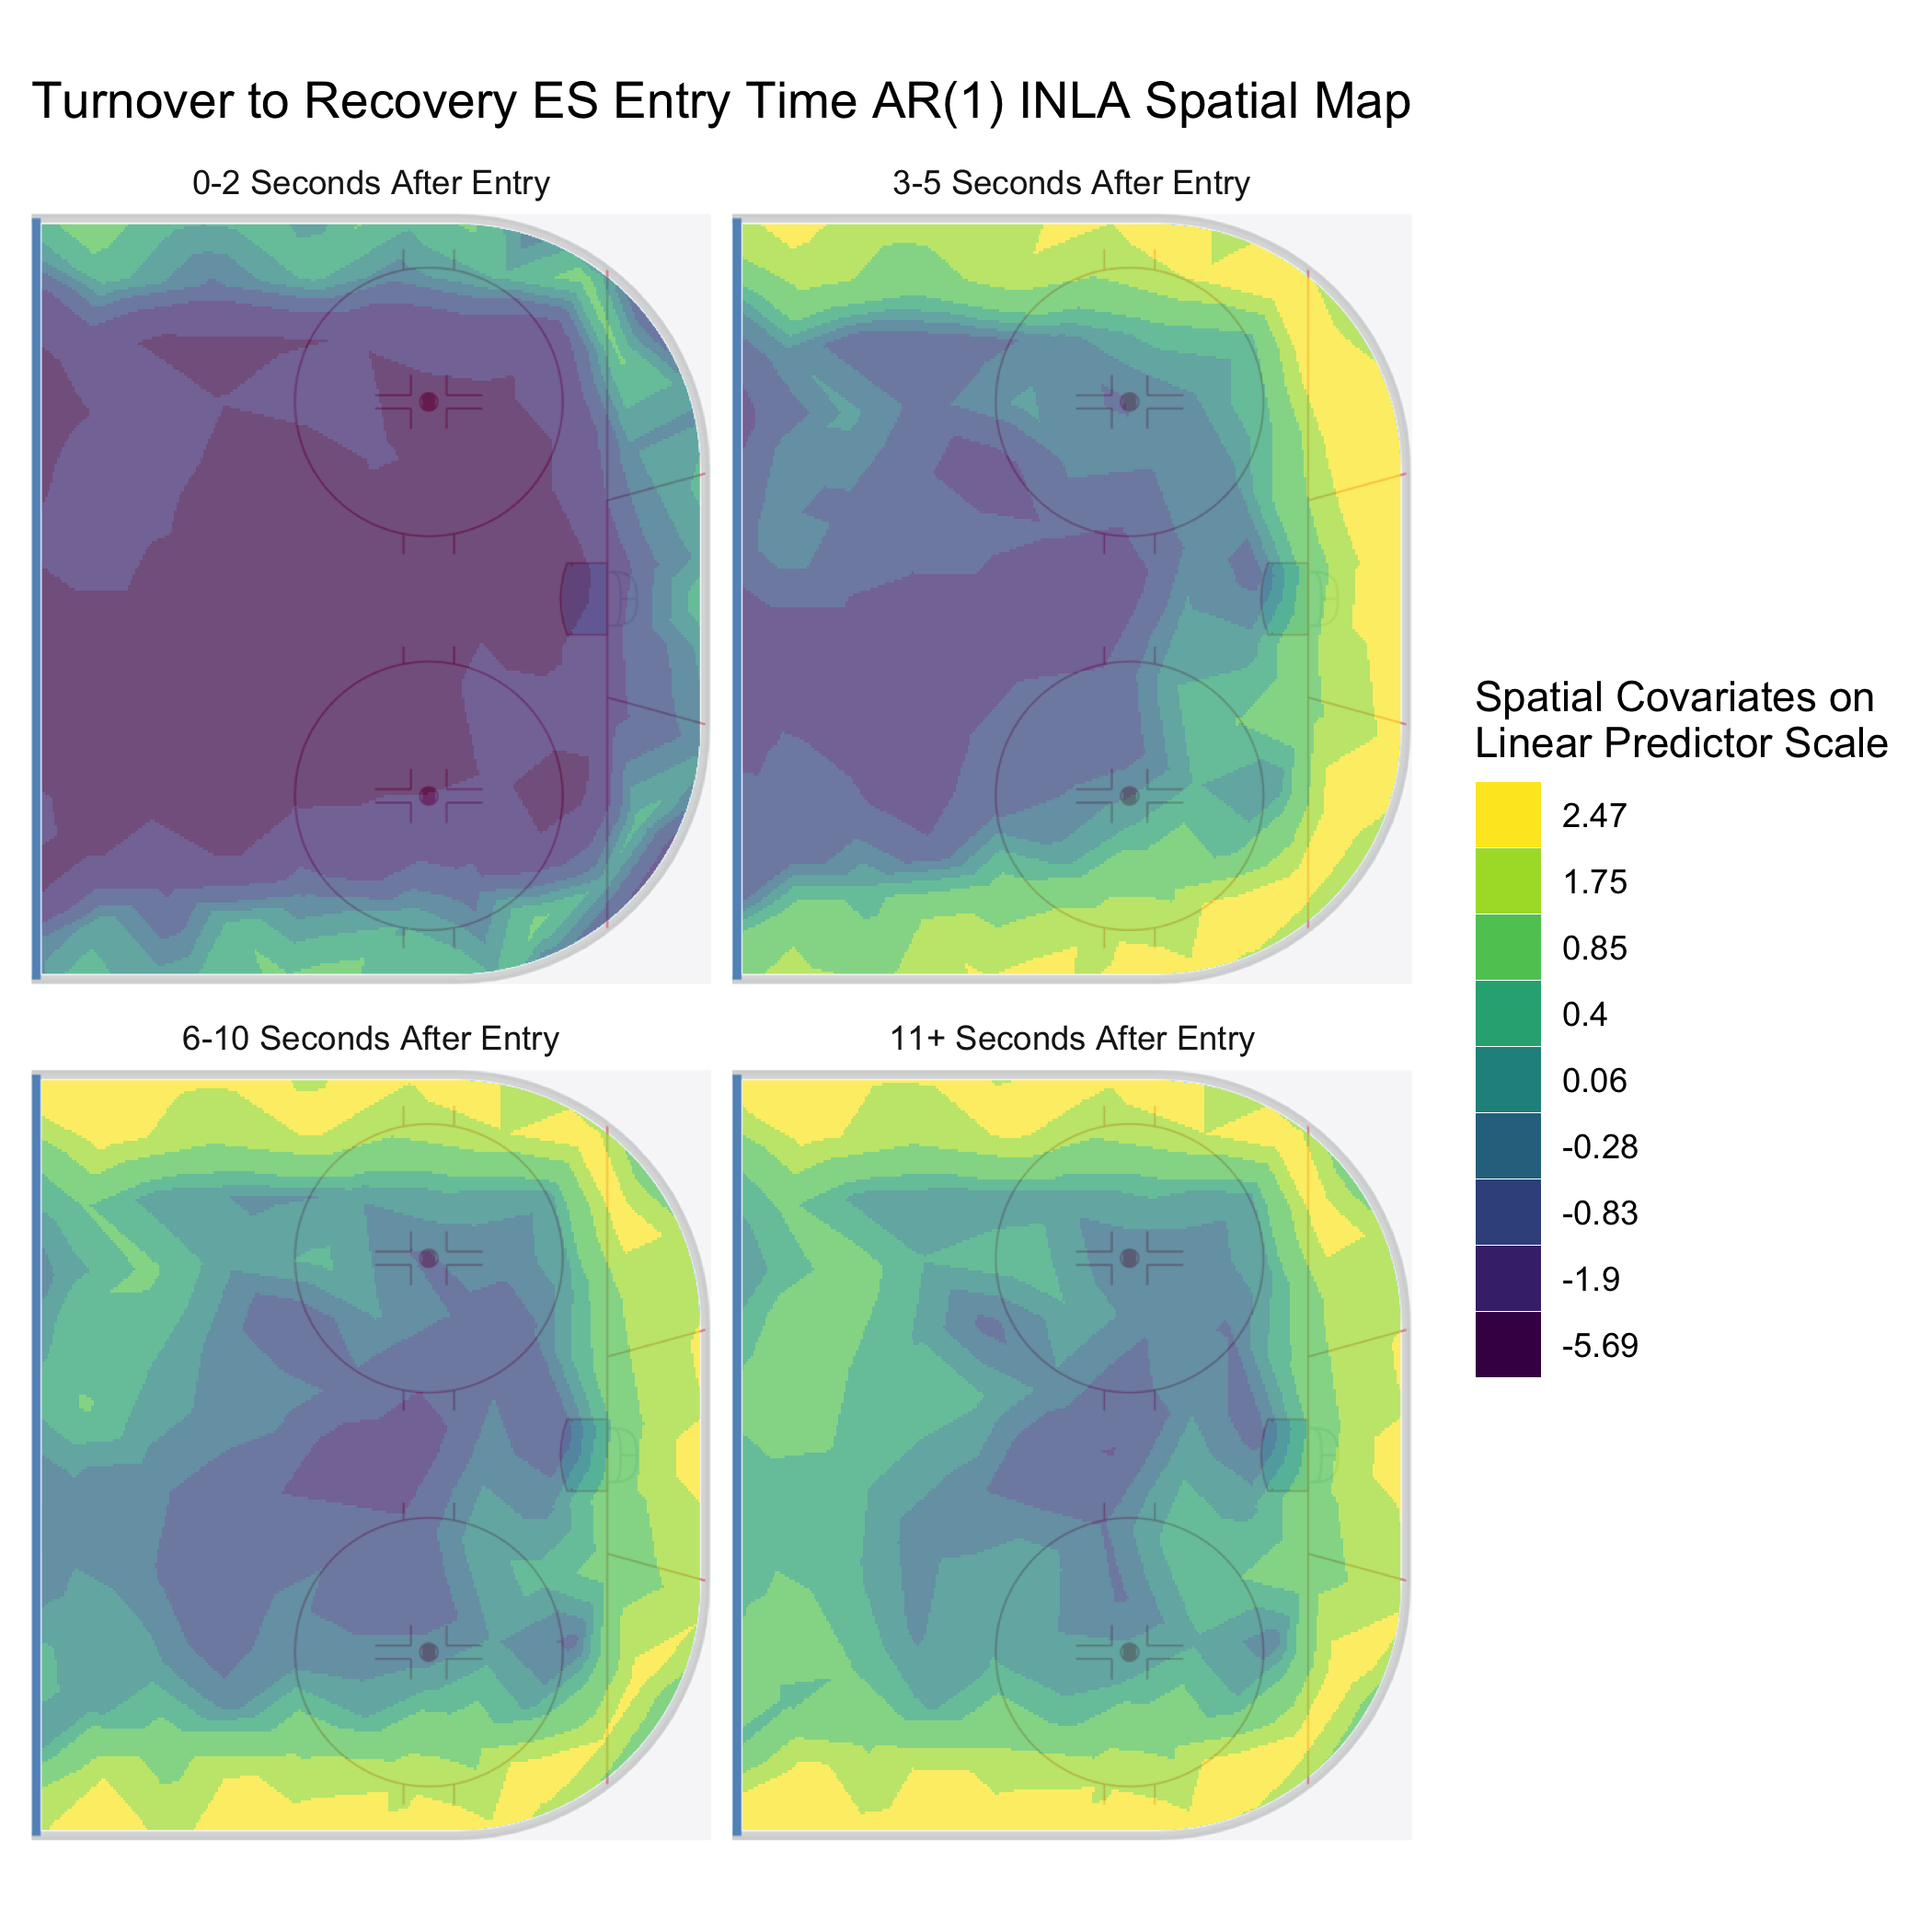 Turnover to Recovery ES Entry Time AR(1) INLA Spatial Map
0-2 Seconds After Entry
3-5 Seconds After Entry
6-10 Seconds After Entry
11+ Seconds After Entry
Spatial Covariates on
Linear Predictor Scale
2.47
1.75
0.85
0.4
0.06
-0.28
-0.83
-1.9
-5.69